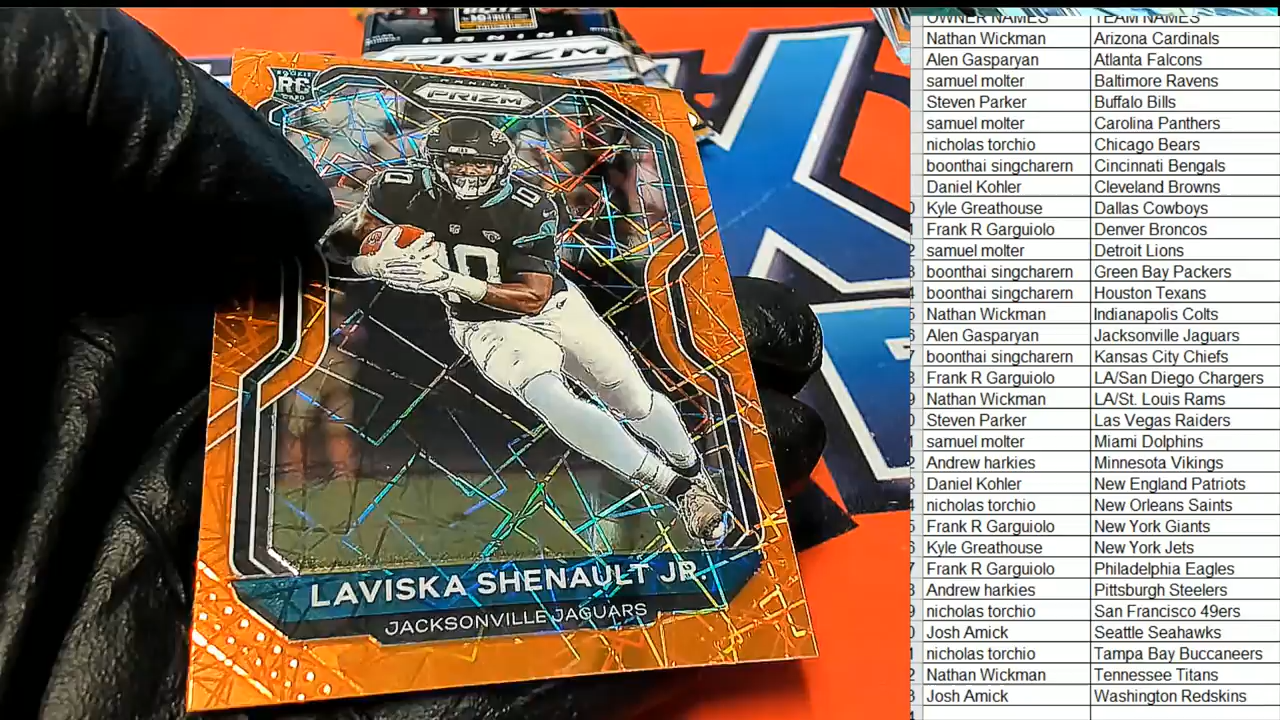 PANINI
PRIZM
ROOKIE
RC
CARD
PRIZM
LAVISKA SHENAULT JR.
JACKSONVILLE JAGUARS
OWNER NAMES TEAM NAMES
Nathan Wickman Arizona Cardinals
Alen Gasparyan Atlanta Falcons
samuel molter Baltimore Ravens
Steven Parker Buffalo Bills
samuel molter Carolina Panthers
nicholas torchio Chicago Bears
boonthai singcharern Cincinnati Bengals
Daniel Kohler Cleveland Browns
Kyle Greathouse Dallas Cowboys
Frank R Garguiolo Denver Broncos
samuel molter Detroit Lions
boonthai singcharern Green Bay Packers
boonthai singcharern Houston Texans
Nathan Wickman Indianapolis Colts
Alen Gasparyan Jacksonville Jaguars
boonthai singcharern Kansas City Chiefs
Frank R Garguiolo LA/San Diego Chargers
Nathan Wickman LA/St. Louis Rams
Steven Parker Las Vegas Raiders
samuel molter Miami Dolphins
Andrew harkies Minnesota Vikings
Daniel Kohler New England Patriots
nicholas torchio New Orleans Saints
Frank R Garguiolo New York Giants
Kyle Greathouse New York Jets
Frank R Garguiolo Philadelphia Eagles
Andrew harkies Pittsburgh Steelers
nicholas torchio San Francisco 49ers
Josh Amick Seattle Seahawks
nicholas torchio Tampa Bay Buccaneers
Nathan Wickman Tennessee Titans
Josh Amick Washington Redskins